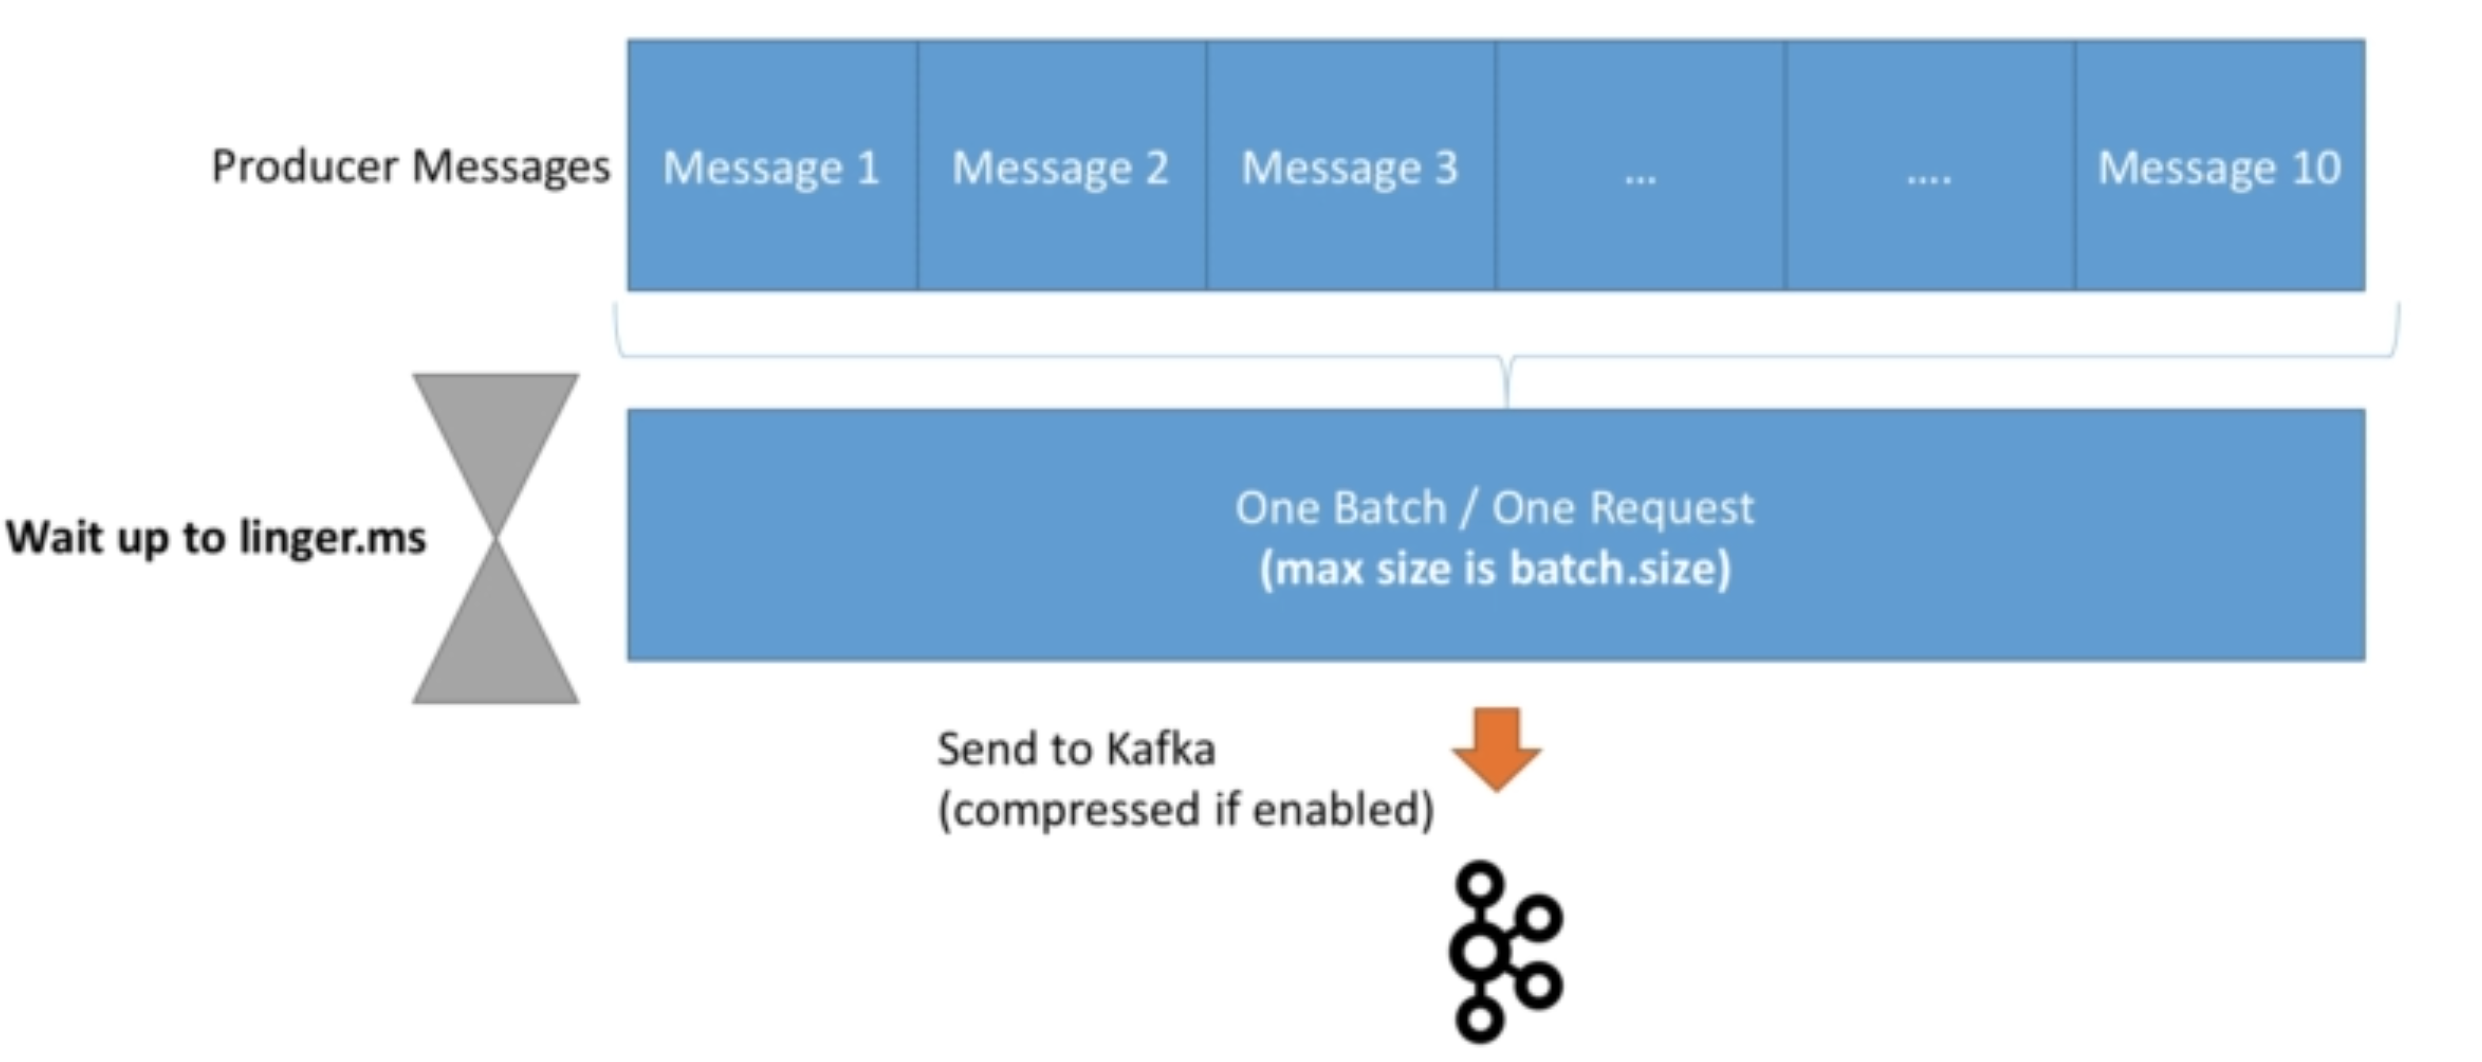 Producer Messages
Message 1
Message 2
Message 3
...
....
Message 10
Wait up to linger.ms
One Batch / One Request
(max size is batch.size)
Send to Kafka
(compressed if enabled)